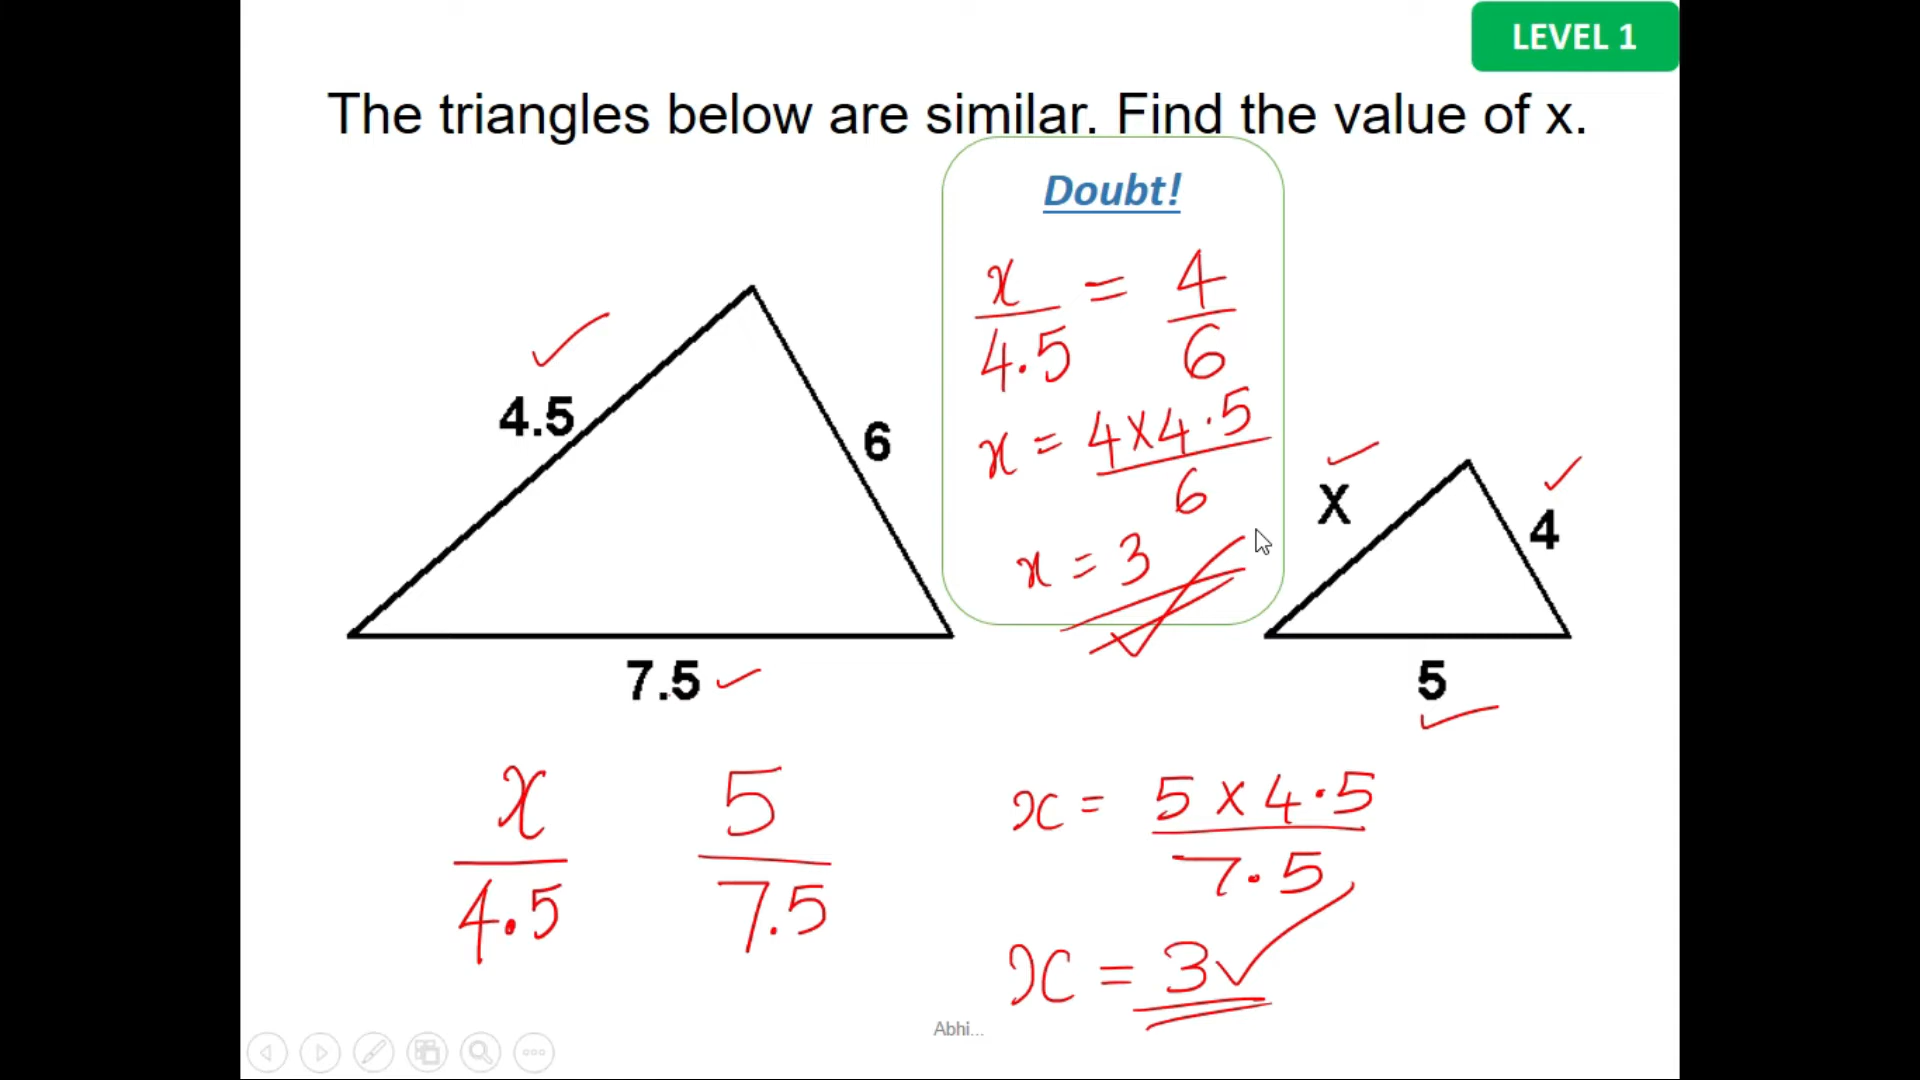 LEVEL 1
The triangles below are similar. Find the value of x.
Doubt!
x/4.5 = 4/6
x = 4×4.5/6
x = 3
4.5
6
7.5
X
4
5
x/4.5 5/7.5
x = 5×4.5/7.5
x = 3
Abhi...